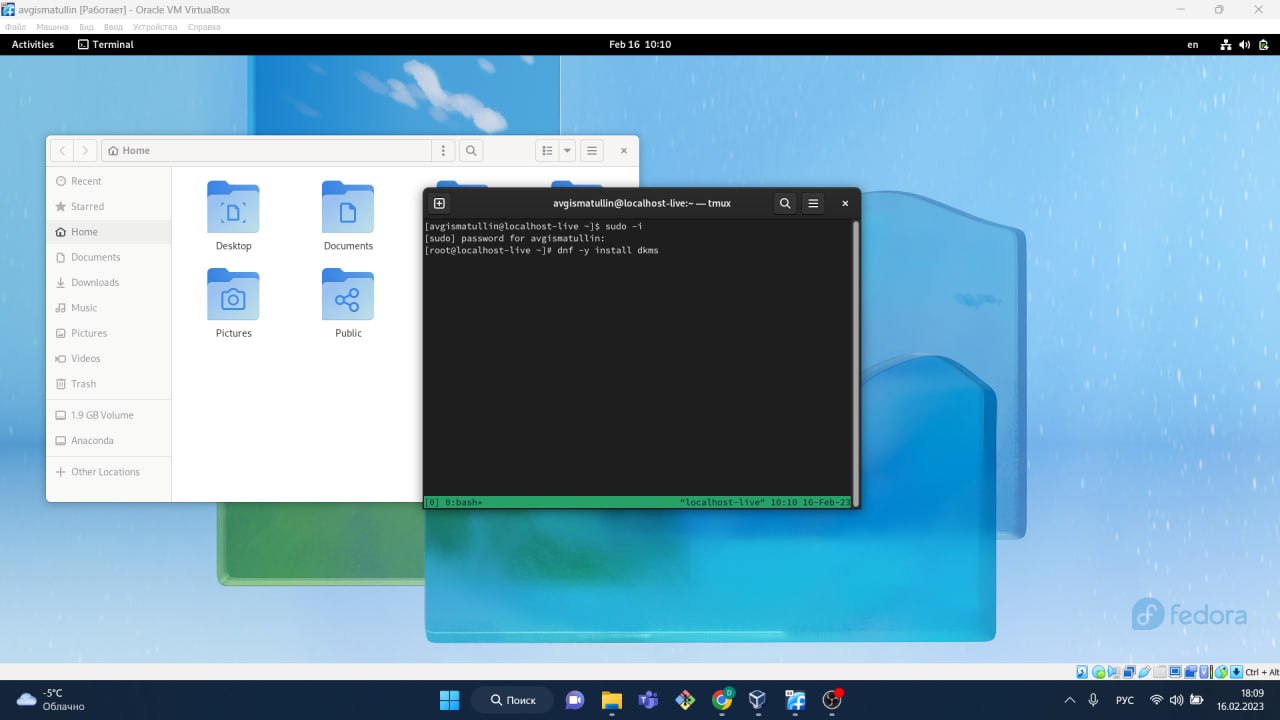 avgismatullin [Работает] - Oracle VM VirtualBox
Файл Машина Вид Ввод Устройства Справка
Activities Terminal Feb 16 10:10 en
Home
Recent
Starred
Home
Documents
Downloads
Music
Pictures
Videos
Trash
1.9 GB Volume
Anaconda
Other Locations
Desktop Documents
Pictures Public
avgismatullin@localhost-live:~ — tmux
[avgismatullin@localhost-live ~]$ sudo -i
[sudo] password for avgismatullin:
[root@localhost-live ~]# dnf -y install dkms
[0] 0:bash* "localhost-live" 10:10 16-Feb-23
fedora
Ctrl + Alt
-5°C
Облачно
Поиск
РУС
18:09
16.02.2023